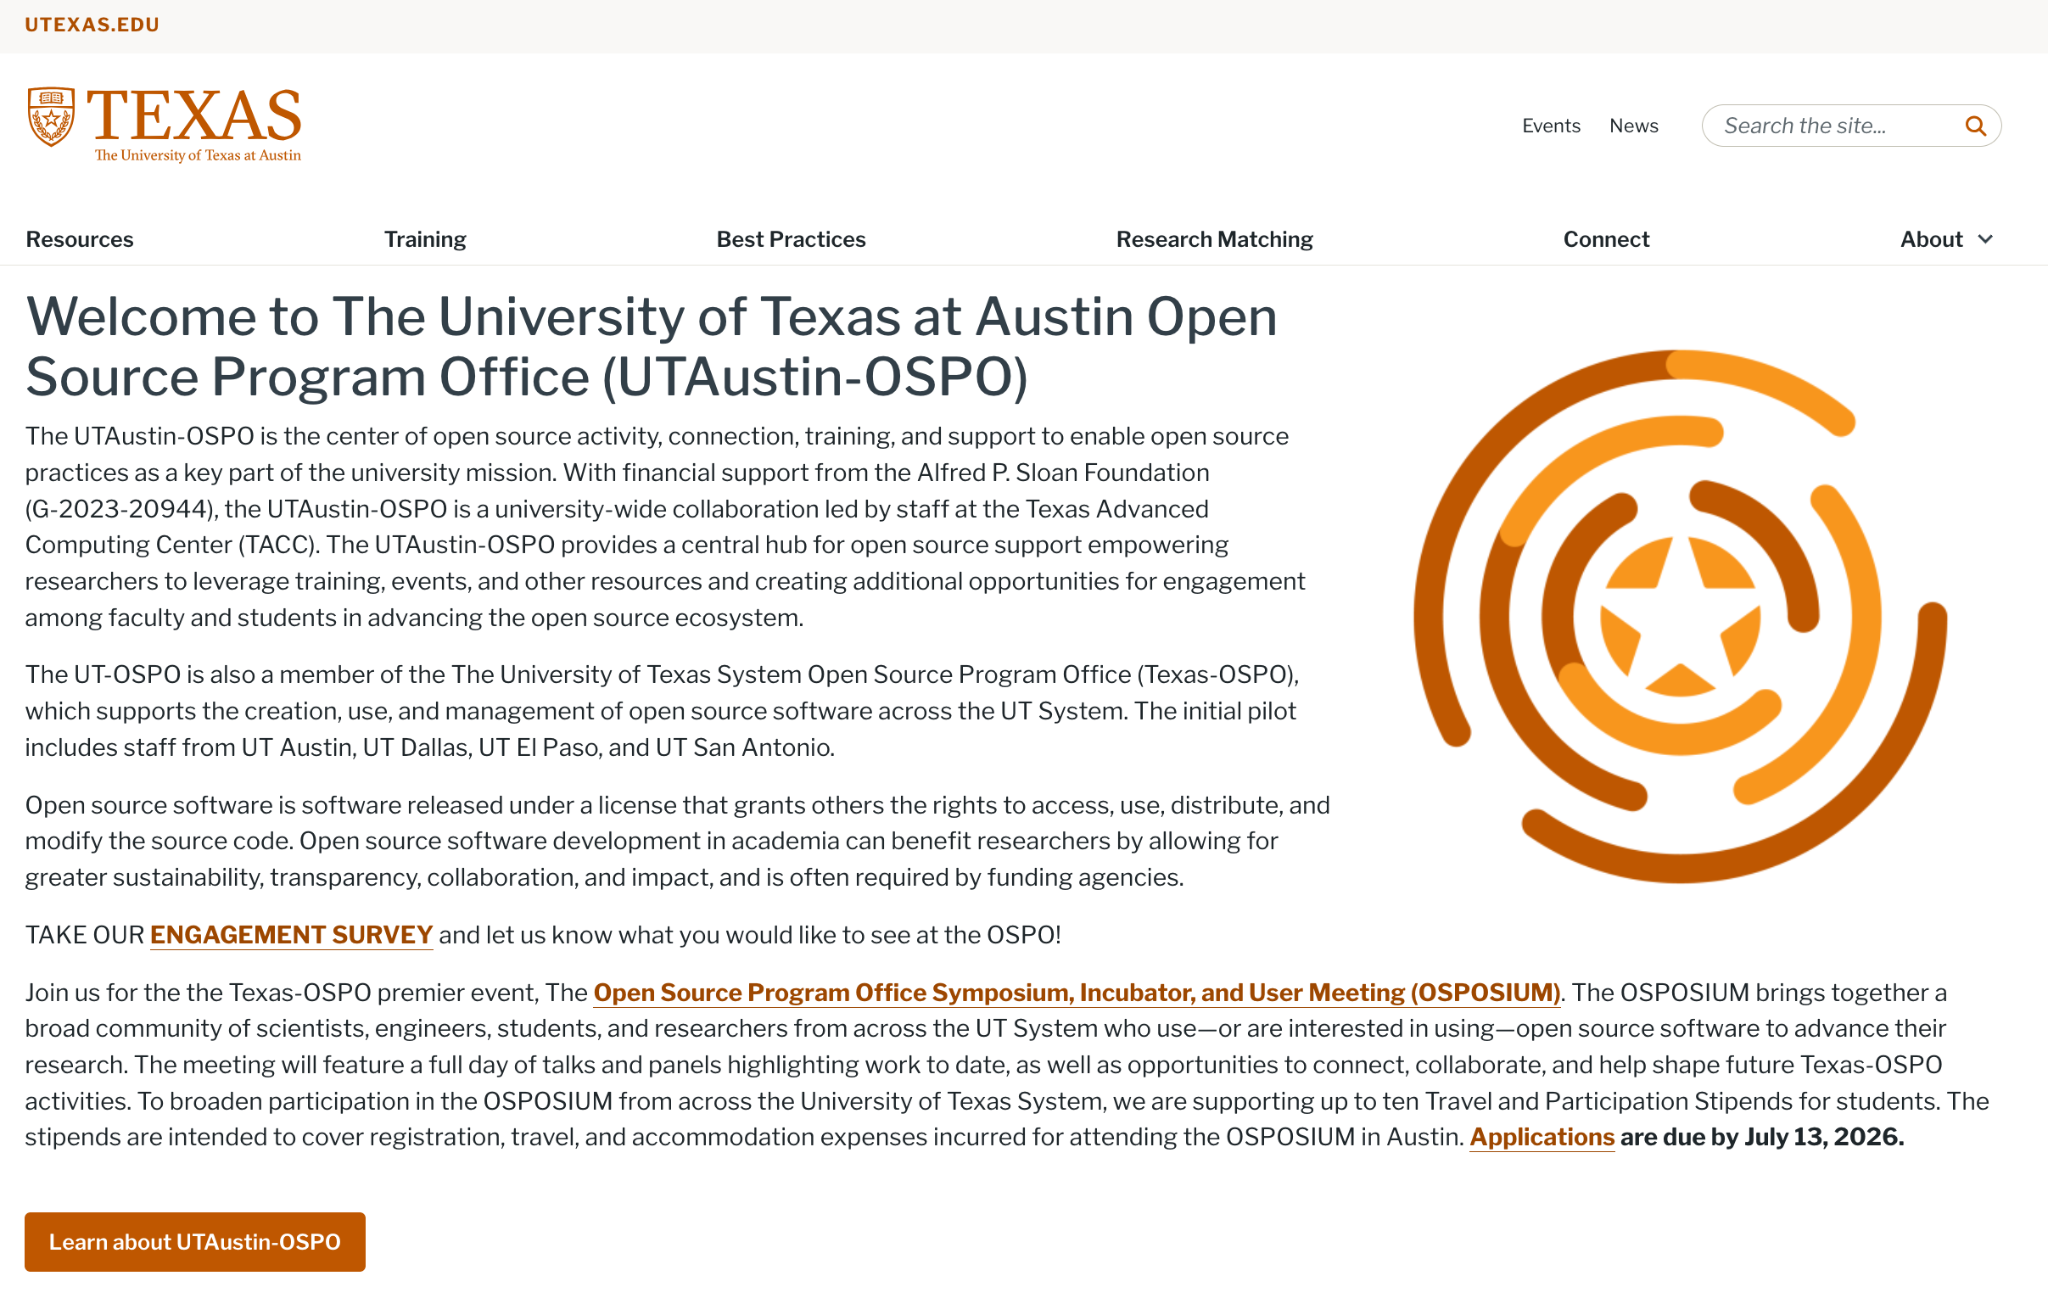 UTEXAS.EDU
TEXAS
The University of Texas at Austin
Events
News
Search the site...
Resources
Training
Best Practices
Research Matching
Connect
About
Welcome to The University of Texas at Austin Open
Source Program Office (UTAustin-OSPO)
The UTAustin-OSPO is the center of open source activity, connection, training, and support to enable open source
practices as a key part of the university mission. With financial support from the Alfred P. Sloan Foundation
(G-2023-20944), the UTAustin-OSPO is a university-wide collaboration led by staff at the Texas Advanced
Computing Center (TACC). The UTAustin-OSPO provides a central hub for open source support empowering
researchers to leverage training, events, and other resources and creating additional opportunities for engagement
among faculty and students in advancing the open source ecosystem.
The UT-OSPO is also a member of the The University of Texas System Open Source Program Office (Texas-OSPO),
which supports the creation, use, and management of open source software across the UT System. The initial pilot
includes staff from UT Austin, UT Dallas, UT El Paso, and UT San Antonio.
Open source software is software released under a license that grants others the rights to access, use, distribute, and
modify the source code. Open source software development in academia can benefit researchers by allowing for
greater sustainability, transparency, collaboration, and impact, and is often required by funding agencies.
TAKE OUR ENGAGEMENT SURVEY and let us know what you would like to see at the OSPO!
Join us for the the Texas-OSPO premier event, The Open Source Program Office Symposium, Incubator, and User Meeting (OSPOSIUM). The OSPOSIUM brings together a
broad community of scientists, engineers, students, and researchers from across the UT System who use—or are interested in using—open source software to advance their
research. The meeting will feature a full day of talks and panels highlighting work to date, as well as opportunities to connect, collaborate, and help shape future Texas-OSPO
activities. To broaden participation in the OSPOSIUM from across the University of Texas System, we are supporting up to ten Travel and Participation Stipends for students. The
stipends are intended to cover registration, travel, and accommodation expenses incurred for attending the OSPOSIUM in Austin. Applications are due by July 13, 2026.
Learn about UTAustin-OSPO